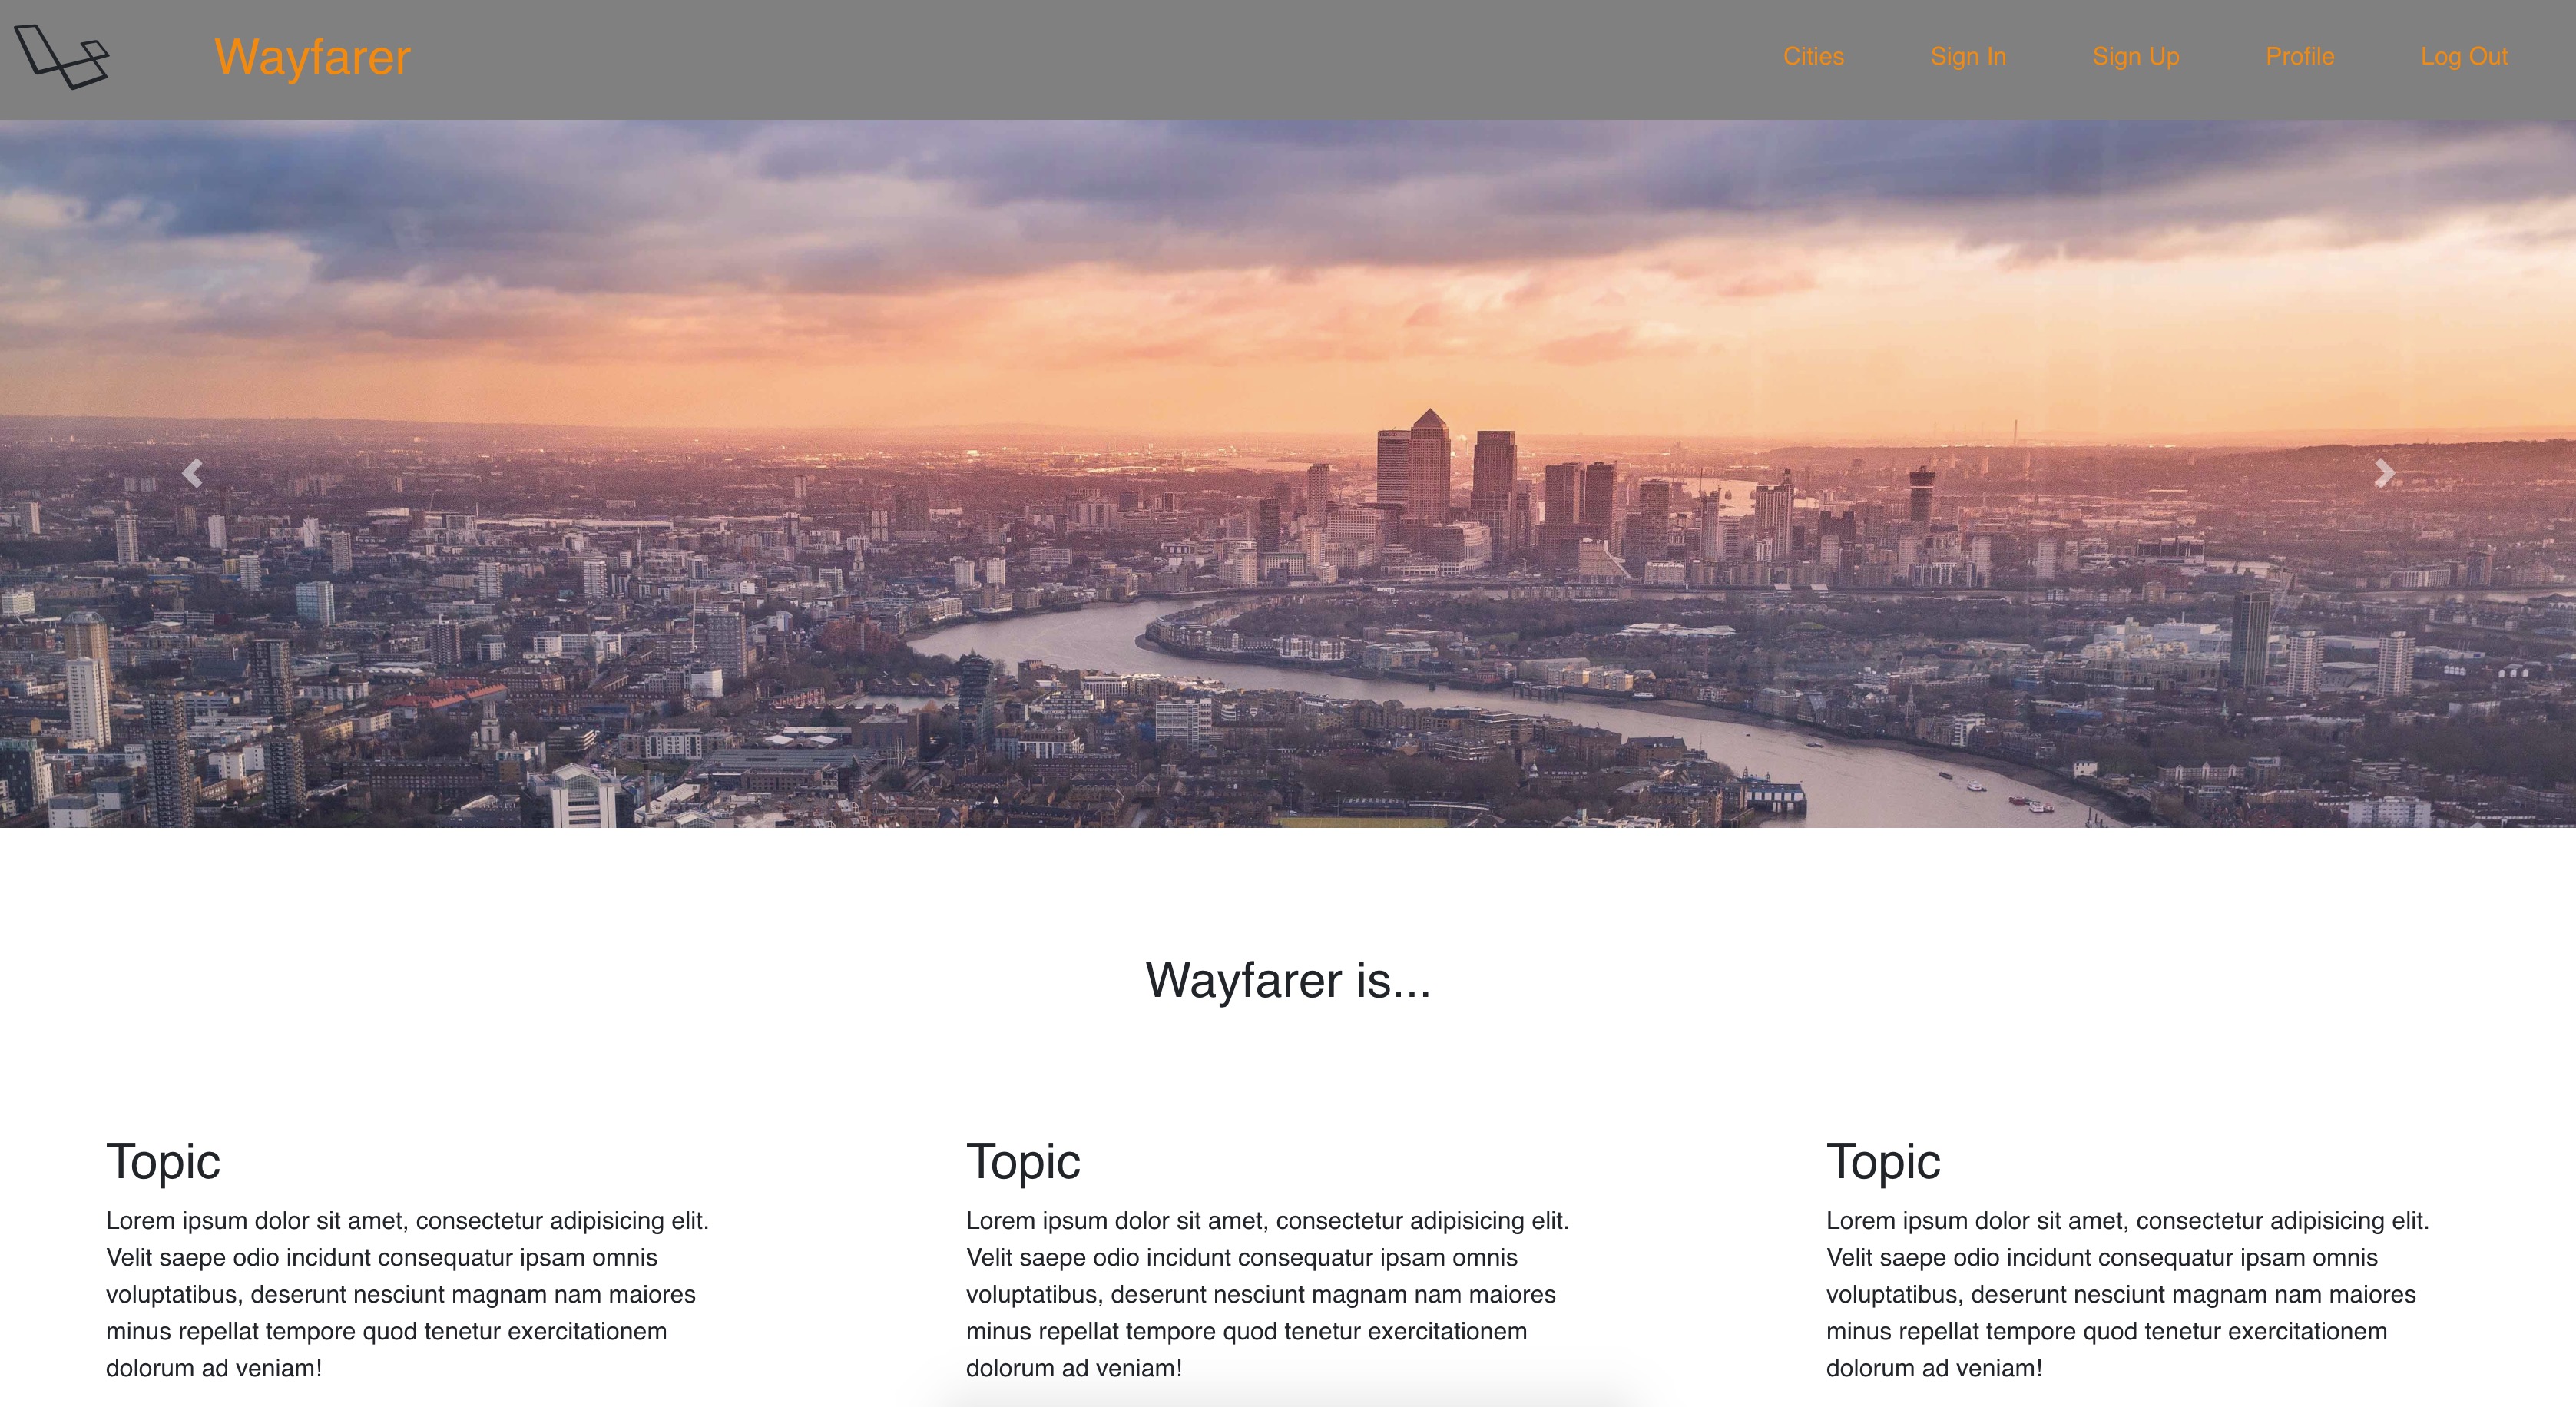 Wayfarer
Cities
Sign In
Sign Up
Profile
Log Out
Wayfarer is...
Topic
Lorem ipsum dolor sit amet, consectetur adipisicing elit.
Velit saepe odio incidunt consequatur ipsam omnis
voluptatibus, deserunt nesciunt magnam nam maiores
minus repellat tempore quod tenetur exercitationem
dolorum ad veniam!
Topic
Lorem ipsum dolor sit amet, consectetur adipisicing elit.
Velit saepe odio incidunt consequatur ipsam omnis
voluptatibus, deserunt nesciunt magnam nam maiores
minus repellat tempore quod tenetur exercitationem
dolorum ad veniam!
Topic
Lorem ipsum dolor sit amet, consectetur adipisicing elit.
Velit saepe odio incidunt consequatur ipsam omnis
voluptatibus, deserunt nesciunt magnam nam maiores
minus repellat tempore quod tenetur exercitationem
dolorum ad veniam!